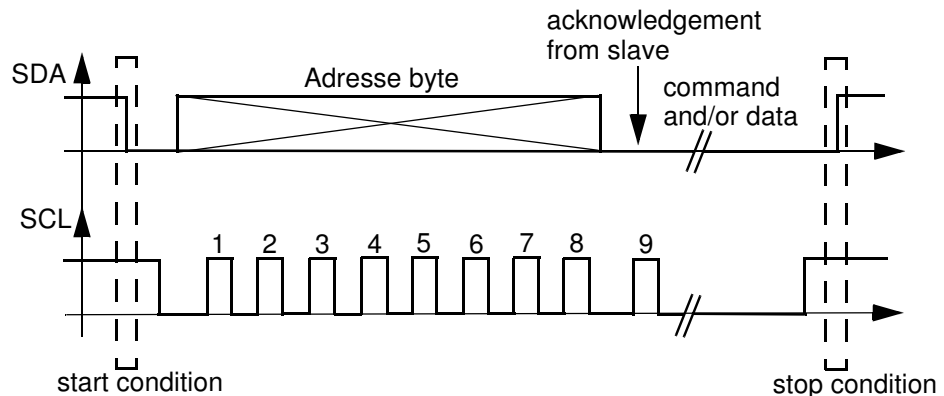 acknowledgement
from slave
SDA
Adresse byte
command
and/or data
SCL
1 2 3 4 5 6 7 8 9
start condition
stop condition